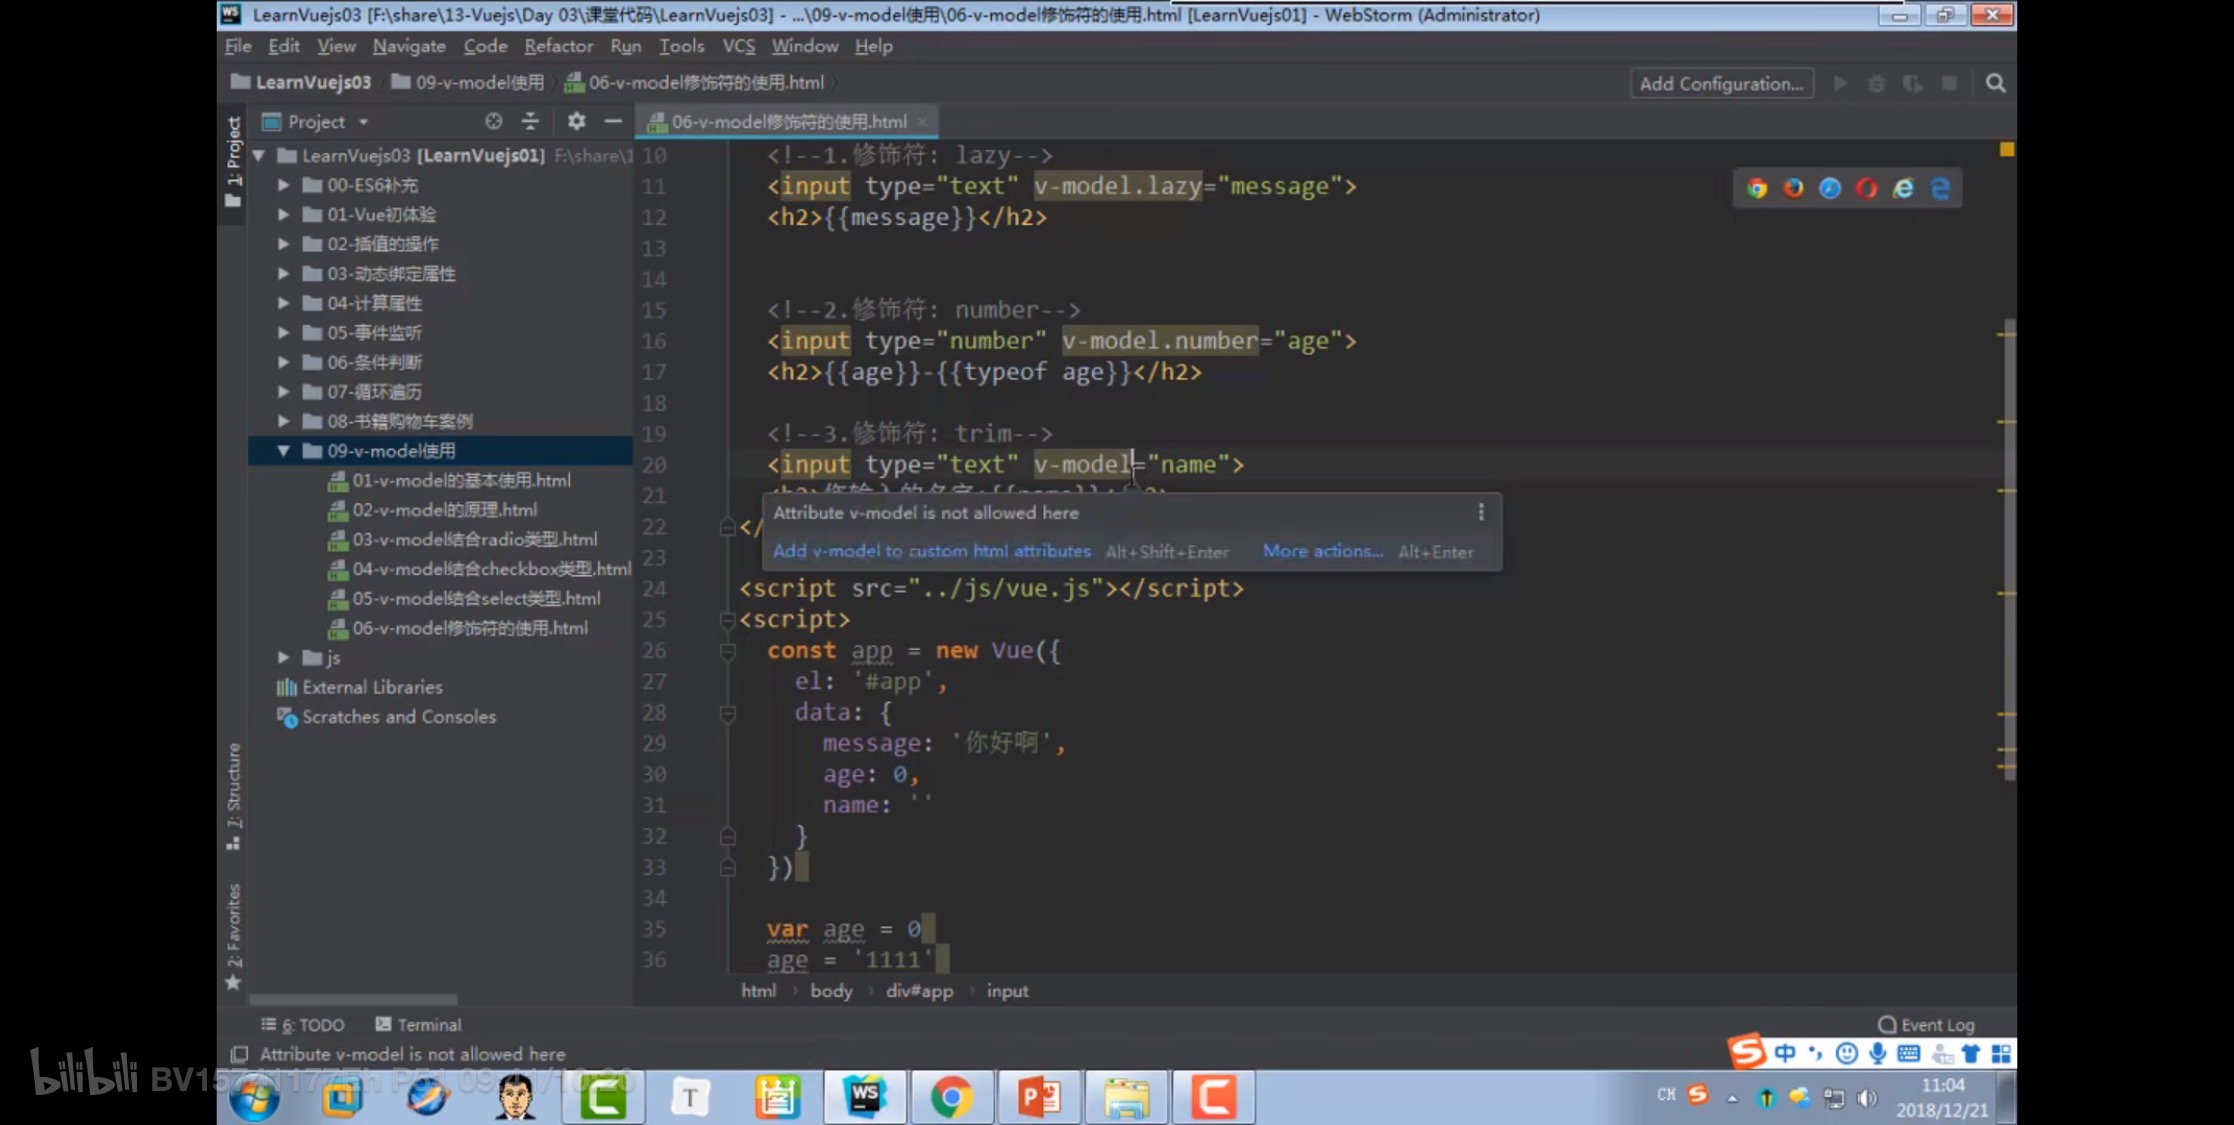 LearnVuejs03 [F:\share\13-Vuejs\Day 03\课堂代码\LearnVuejs03] - ...\09-v-model使用\06-v-model修饰符的使用.html [LearnVuejs01] - WebStorm (Administrator)
File Edit View Navigate Code Refactor Run Tools VCS Window Help
LearnVuejs03 09-v-model使用 06-v-model修饰符的使用.html Add Configuration...
Project 06-v-model修饰符的使用.html
1: Project
LearnVuejs03 [LearnVuejs01] F:\share\1
00-ES6补充
01-Vue初体验
02-插值的操作
03-动态绑定属性
04-计算属性
05-事件监听
06-条件判断
07-循环遍历
08-书籍购物车案例
09-v-model使用
01-v-model的基本使用.html
02-v-model的原理.html
03-v-model结合radio类型.html
04-v-model结合checkbox类型.html
05-v-model结合select类型.html
06-v-model修饰符的使用.html
js
External Libraries
Scratches and Consoles
7: Structure
2: Favorites
10 <!--1.修饰符: lazy-->
11 <input type="text" v-model.lazy="message">
12 <h2>{{message}}</h2>
13
14
15 <!--2.修饰符: number-->
16 <input type="number" v-model.number="age">
17 <h2>{{age}}-{{typeof age}}</h2>
18
19 <!--3.修饰符: trim-->
20 <input type="text" v-model="name">
21
Attribute v-model is not allowed here
22 </
Add v-model to custom html attributes Alt+Shift+Enter More actions... Alt+Enter
23
24 <script src="../js/vue.js"></script>
25 <script>
26 const app = new Vue({
27 el: '#app',
28 data: {
29 message: '你好啊',
30 age: 0,
31 name: ''
32 }
33 })
34
35 var age = 0
36 age = '1111'
html body div#app input
6: TODO Terminal Event Log
Attribute v-model is not allowed here
中
bilibili
WS
CH
11:04
2018/12/21